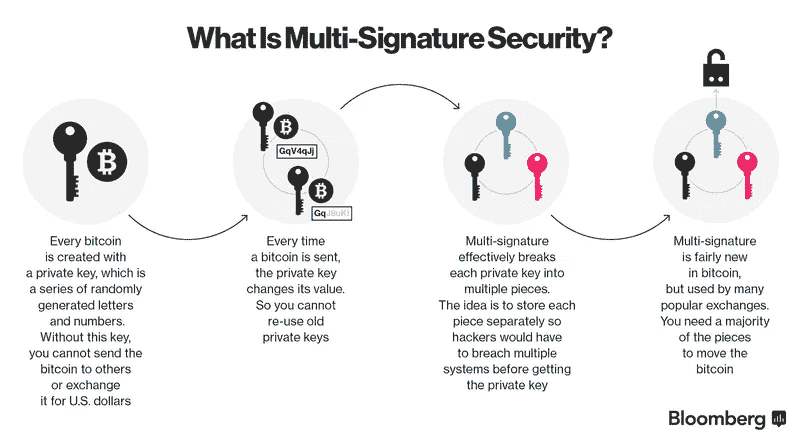 What Is Multi-Signature Security?
GqV4qJj
GqJ8uKl
Every bitcoin
is created with
a private key, which is
a series of randomly
generated letters
and numbers.
Without this key,
you cannot send the
bitcoin to others
or exchange
it for U.S. dollars
Every time
a bitcoin is sent,
the private key
changes its value.
So you cannot
re-use old
private keys
Multi-signature
effectively breaks
each private key into
multiple pieces.
The idea is to store each
piece separately so
hackers would have
to breach multiple
systems before getting
the private key
Multi-signature
is fairly new
in bitcoin,
but used by many
popular exchanges.
You need a majority
of the pieces
to move the
bitcoin
Bloomberg